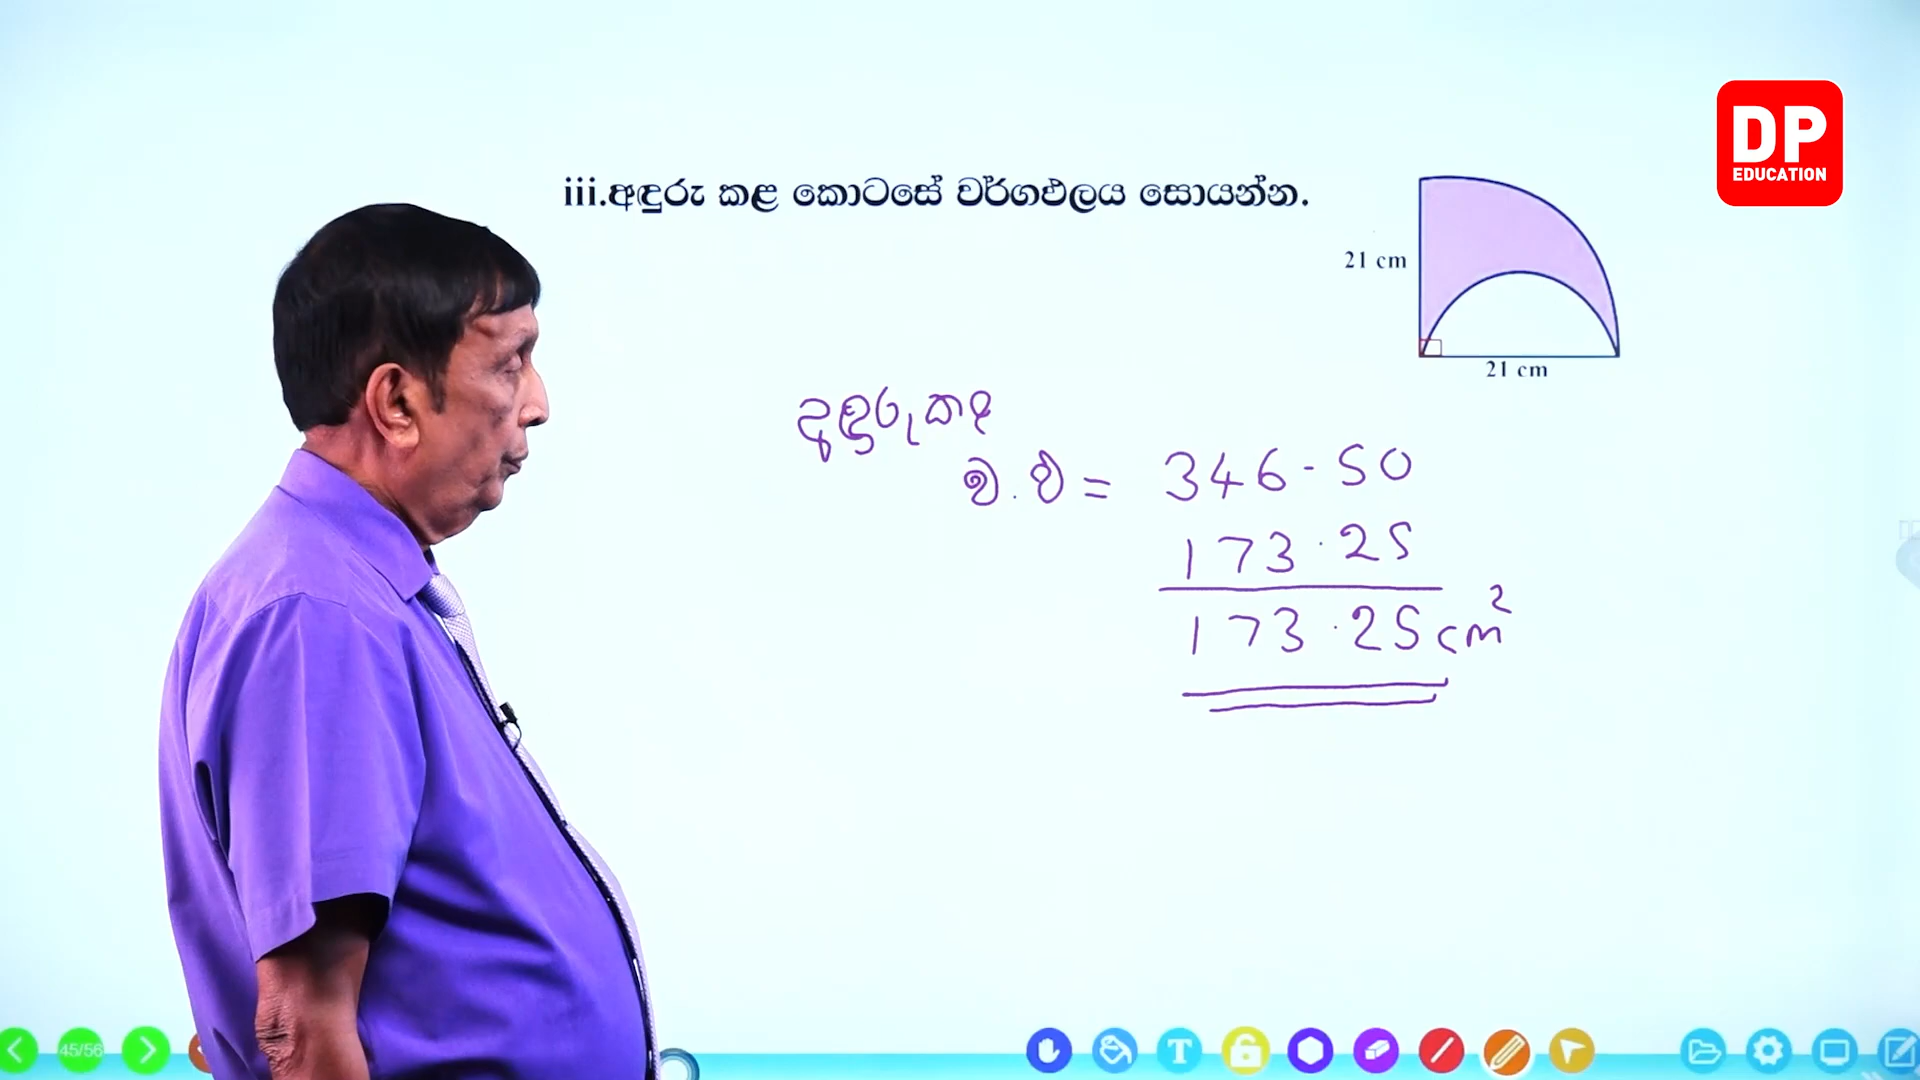 DP
EDUCATION
iii.අඳුරු කළ කොටසේ වර්ගඵලය සොයන්න.
21 cm
21 cm
අඳුරු කළ
ව.ඵ = 346.50
173.25
173.25 cm²
45/56
T